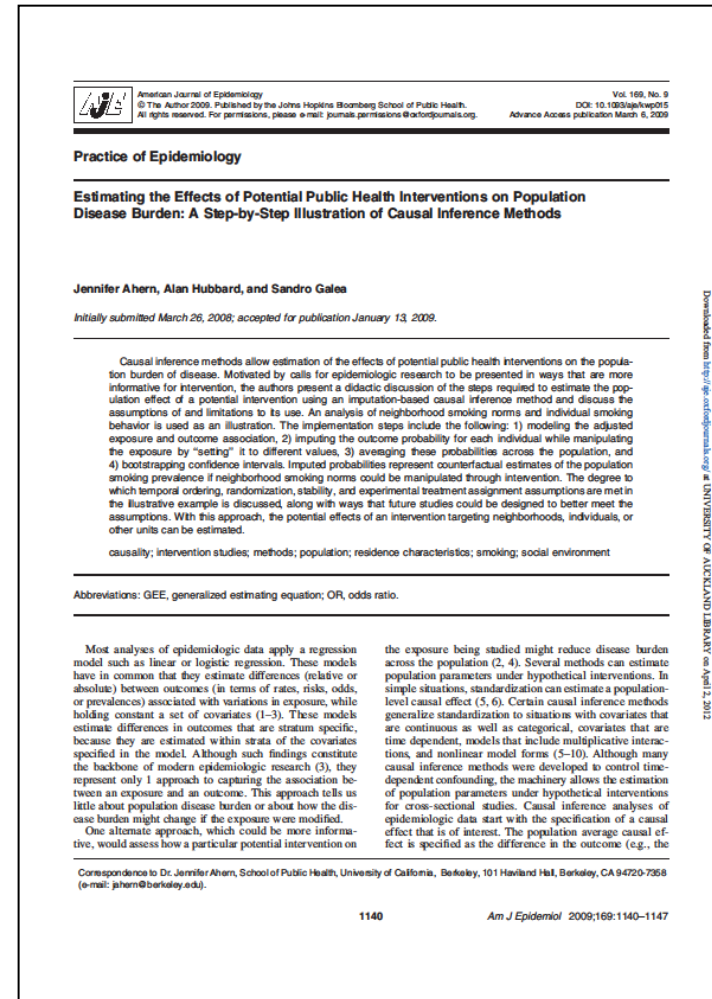 American Journal of Epidemiology
© The Author 2009. Published by the Johns Hopkins Bloomberg School of Public Health.
All rights reserved. For permissions, please e-mail: journals.permissions@oxfordjournals.org.
Vol. 169, No. 9
DOI: 10.1093/aje/kwp015
Advance Access publication March 6, 2009
Practice of Epidemiology
Estimating the Effects of Potential Public Health Interventions on Population
Disease Burden: A Step-by-Step Illustration of Causal Inference Methods
Jennifer Ahern, Alan Hubbard, and Sandro Galea
Initially submitted March 26, 2008; accepted for publication January 13, 2009.
Causal inference methods allow estimation of the effects of potential public health interventions on the popula-
tion burden of disease. Motivated by calls for epidemiologic research to be presented in ways that are more
informative for intervention, the authors present a didactic discussion of the steps required to estimate the pop-
ulation effect of a potential intervention using an imputation-based causal inference method and discuss the
assumptions of and limitations to its use. An analysis of neighborhood smoking norms and individual smoking
behavior is used as an illustration. The implementation steps include the following: 1) modeling the adjusted
exposure and outcome association, 2) imputing the outcome probability for each individual while manipulating
the exposure by “setting” it to different values, 3) averaging these probabilities across the population, and
4) bootstrapping confidence intervals. Imputed probabilities represent counterfactual estimates of the population
smoking prevalence if neighborhood smoking norms could be manipulated through intervention. The degree to
which temporal ordering, randomization, stability, and experimental treatment assignment assumptions are met in
the illustrative example is discussed, along with ways that future studies could be designed to better meet the
assumptions. With this approach, the potential effects of an intervention targeting neighborhoods, individuals, or
other units can be estimated.
causality; intervention studies; methods; population; residence characteristics; smoking; social environment
Abbreviations: GEE, generalized estimating equation; OR, odds ratio.
Most analyses of epidemiologic data apply a regression
model such as linear or logistic regression. These models
have in common that they estimate differences (relative or
absolute) between outcomes (in terms of rates, risks, odds,
or prevalences) associated with variations in exposure, while
holding constant a set of covariates (1–3). These models
estimate differences in outcomes that are stratum specific,
because they are estimated within strata of the covariates
specified in the model. Although such findings constitute
the backbone of modern epidemiologic research (3), they
represent only 1 approach to capturing the association be-
tween an exposure and an outcome. This approach tells us
little about population disease burden or about how the dis-
ease burden might change if the exposure were modified.
One alternate approach, which could be more informa-
tive, would assess how a particular potential intervention on
the exposure being studied might reduce disease burden
across the population (2, 4). Several methods can estimate
population parameters under hypothetical interventions. In
simple situations, standardization can estimate a population-
level causal effect (5, 6). Certain causal inference methods
generalize standardization to situations with covariates that
are continuous as well as categorical, covariates that are
time dependent, models that include multiplicative interac-
tions, and nonlinear model forms (5–10). Although many
causal inference methods were developed to control time-
dependent confounding, the machinery allows the estimation
of population parameters under hypothetical interventions
for cross-sectional studies. Causal inference analyses of
epidemiologic data start with the specification of a causal
effect that is of interest. The population average causal ef-
fect is specified as the difference in the outcome (e.g., the
Correspondence to Dr. Jennifer Ahern, School of Public Health, University of California, Berkeley, 101 Haviland Hall, Berkeley, CA 94720-7358
(e-mail: jahern@berkeley.edu).
1140
Am J Epidemiol 2009;169:1140–1147
Downloaded from http://aje.oxfordjournals.org/ at UNIVERSITY OF AUCKLAND LIBRARY on April 2, 2012